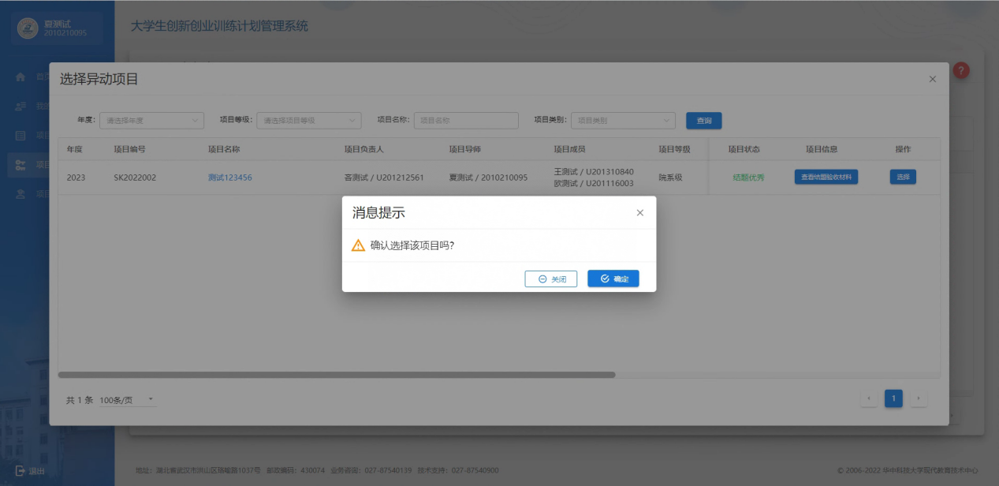 夏测试
2010210095
大学生创新创业训练计划管理系统
首页
选择异动项目
年度: 请选择年度 项目等级: 请选择项目等级 项目名称: 项目名称 项目类别: 项目类别 查询
年度 项目编号 项目名称 项目负责人 项目导师 项目成员 项目等级 项目状态 项目信息 操作
2023 SK2022002 测试123456 吝测试 / U201212561 夏测试 / 2010210095 王测试 / U201310840 院系级 结题优秀 查看结题验收材料 选择
欧测试 / U201116003
消息提示
确认选择该项目吗?
关闭 确定
共 1 条 100条/页 1
退出
地址: 湖北省武汉市洪山区珞喻路1037号 邮政编码: 430074 业务咨询: 027-87540139 技术支持: 027-87540900
© 2006-2022 华中科技大学现代教育技术中心.